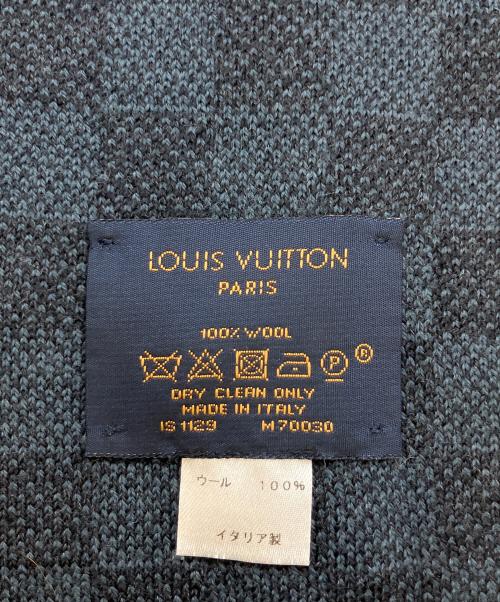 LOUIS VUITTON
PARIS
100% WOOL
P ®
DRY CLEAN ONLY
MADE IN ITALY
IS 1129 M70030
ウール 100%
イタリア製